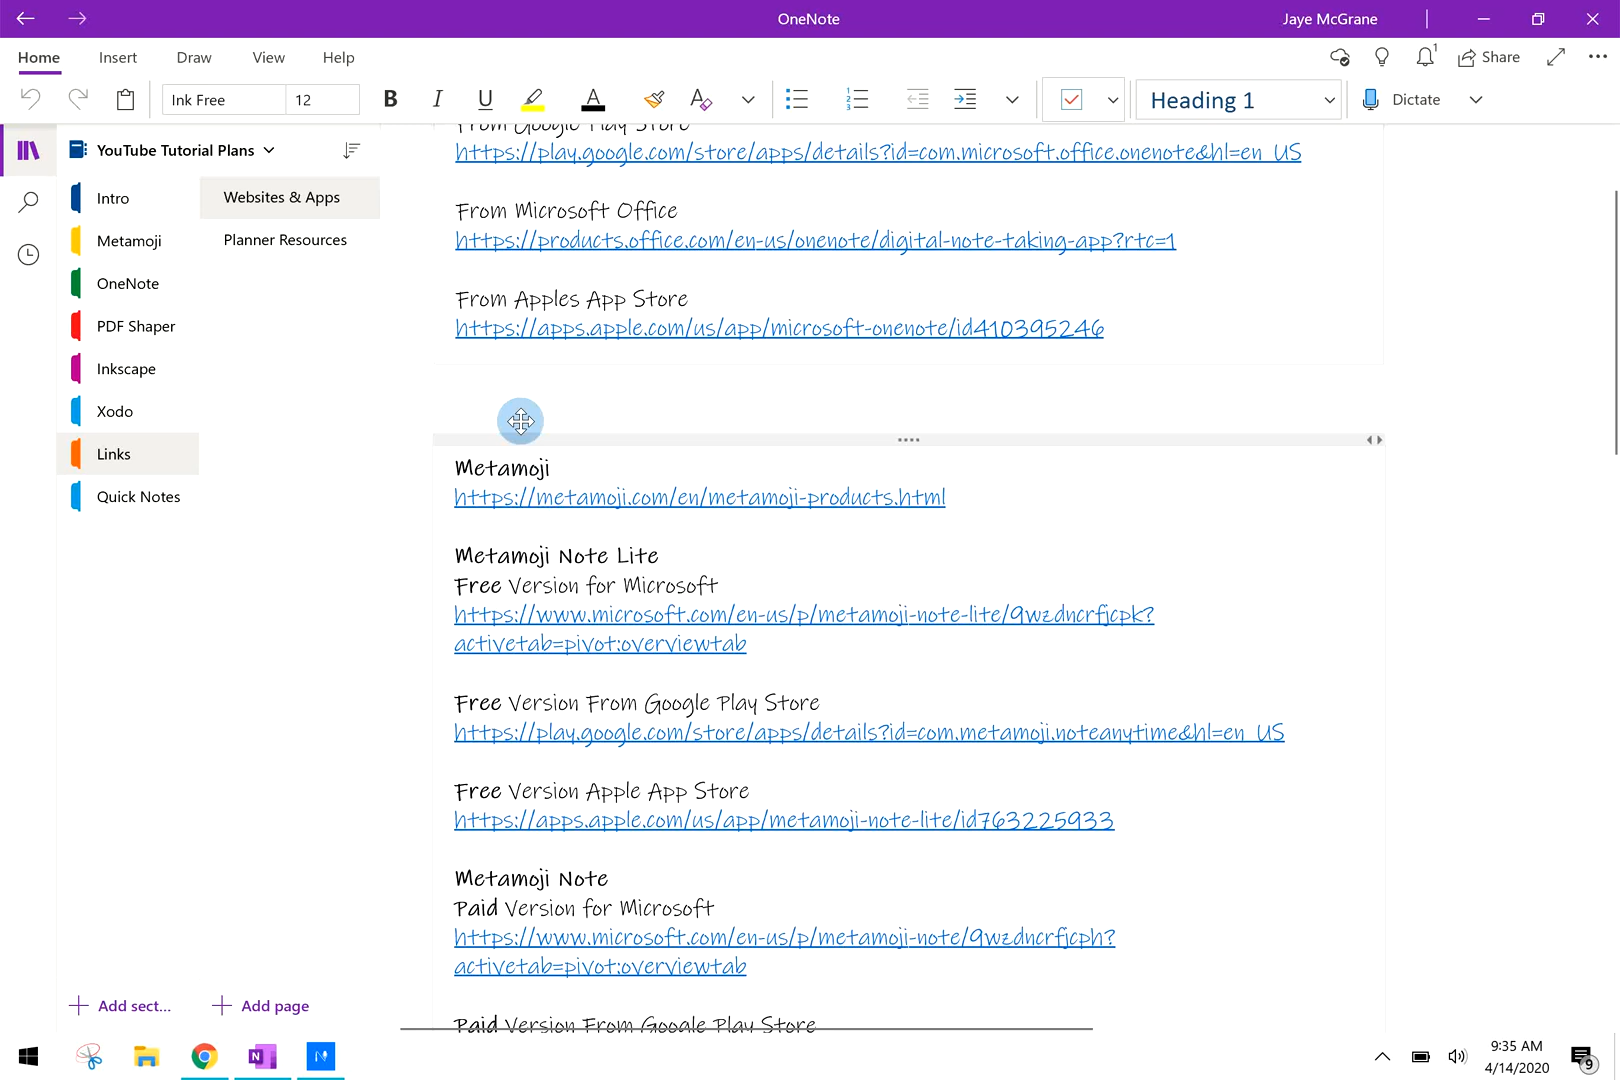 OneNote
Jaye McGrane
Home
Insert
Draw
View
Help
1
Share
Ink Free
12
B
I
U
A
A
Heading 1
Dictate
YouTube Tutorial Plans
Intro
Metamoji
OneNote
PDF Shaper
Inkscape
Xodo
Links
Quick Notes
Websites & Apps
Planner Resources
From Google Play Store
https://play.google.com/store/apps/details?id=com.microsoft.office.onenote&hl=en_US
From Microsoft Office
https://products.office.com/en-us/onenote/digital-note-taking-app?rtc=1
From Apples App Store
https://apps.apple.com/us/app/microsoft-onenote/id410395246
Metamoji
https://metamoji.com/en/metamoji-products.html
Metamoji Note Lite
Free Version for Microsoft
https://www.microsoft.com/en-us/p/metamoji-note-lite/9wzdncrfjcpk?
activetab=pivot:overviewtab
Free Version From Google Play Store
https://play.google.com/store/apps/details?id=com.metamoji.noteanytime&hl=en_US
Free Version Apple App Store
https://apps.apple.com/us/app/metamoji-note-lite/id763225933
Metamoji Note
Paid Version for Microsoft
https://www.microsoft.com/en-us/p/metamoji-note/9wzdncrfjcph?
activetab=pivot:overviewtab
Paid Version From Google Play Store
Add sect...
Add page
9:35 AM
4/14/2020
9